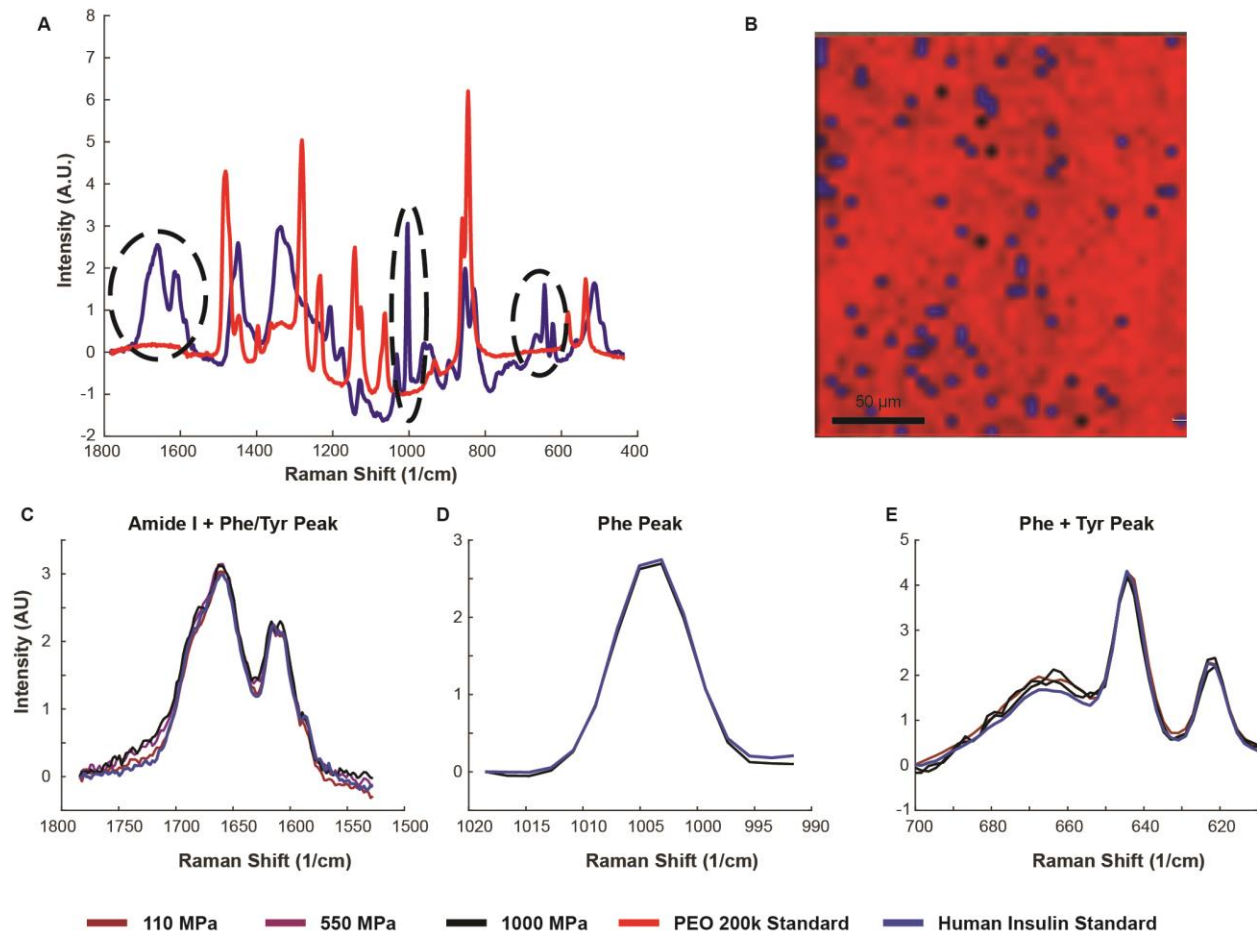 A
8
7
6
5
4
3
2
1
0
-1
-2
Intensity (A.U.)
1800 1600 1400 1200 1000 800 600 400
Raman Shift (1/cm)
B
50 µm
C
Amide I + Phe/Tyr Peak
3
2
1
0
Intensity (AU)
1800 1750 1700 1650 1600 1550 1500
Raman Shift (1/cm)
D
Phe Peak
3
2
1
0
1020 1015 1010 1005 1000 995 990
Raman Shift (1/cm)
E
Phe + Tyr Peak
5
4
3
2
1
0
-1
700 680 660 640 620
Raman Shift (1/cm)
110 MPa 550 MPa 1000 MPa PEO 200k Standard Human Insulin Standard